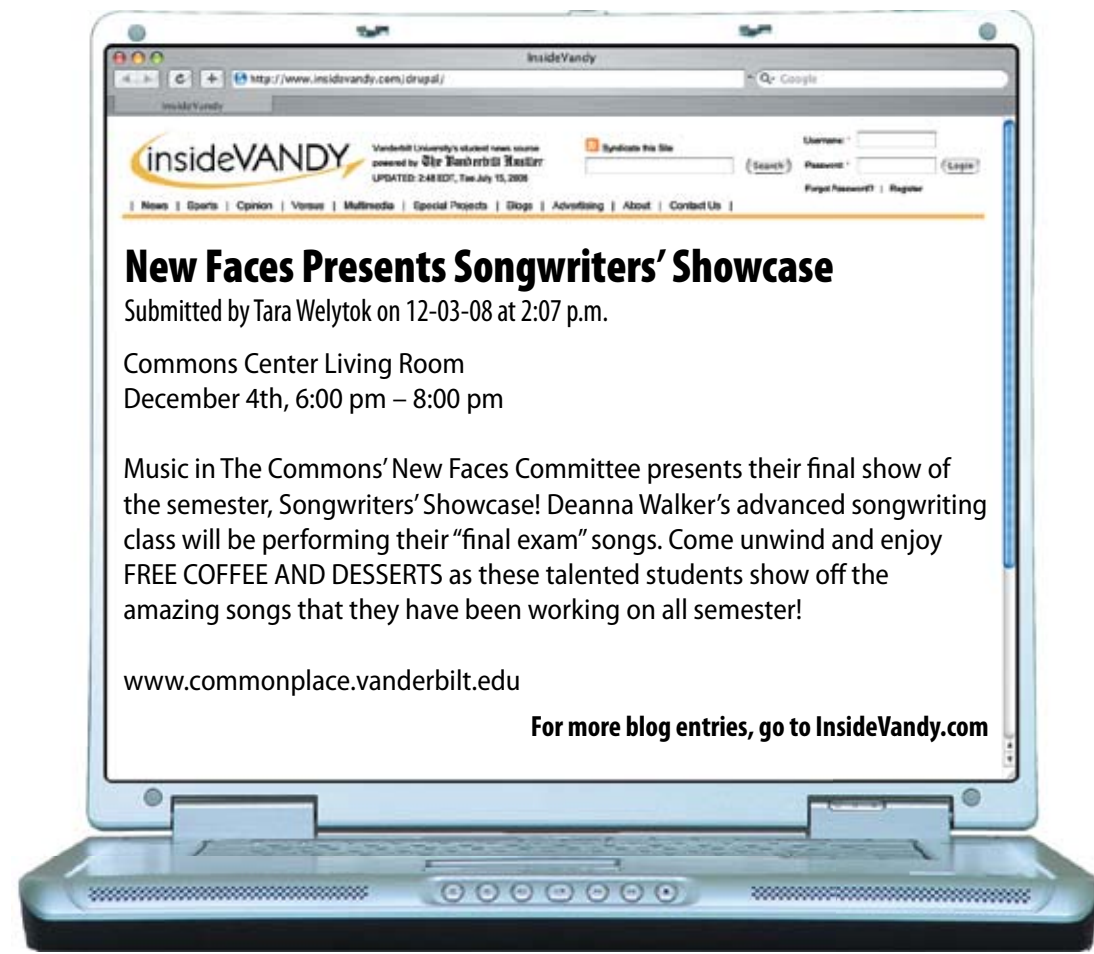 InsideVandy
http://www.insidevandy.com/drupal/
Google
InsideVandy
insideVANDY
Vanderbilt University's student news source
powered by The Vanderbilt Hustler
UPDATED: 2:48 EDT, Tue July 15, 2008
Syndicate this Site
Search
Username: *
Password: *
Login
Forgot Password? | Register
| News | Sports | Opinion | Versus | Multimedia | Special Projects | Blogs | Advertising | About | Contact Us |
New Faces Presents Songwriters' Showcase
Submitted by Tara Welytok on 12-03-08 at 2:07 p.m.
Commons Center Living Room
December 4th, 6:00 pm – 8:00 pm
Music in The Commons' New Faces Committee presents their final show of
the semester, Songwriters' Showcase! Deanna Walker's advanced songwriting
class will be performing their "final exam" songs. Come unwind and enjoy
FREE COFFEE AND DESSERTS as these talented students show off the
amazing songs that they have been working on all semester!
www.commonplace.vanderbilt.edu
For more blog entries, go to InsideVandy.com